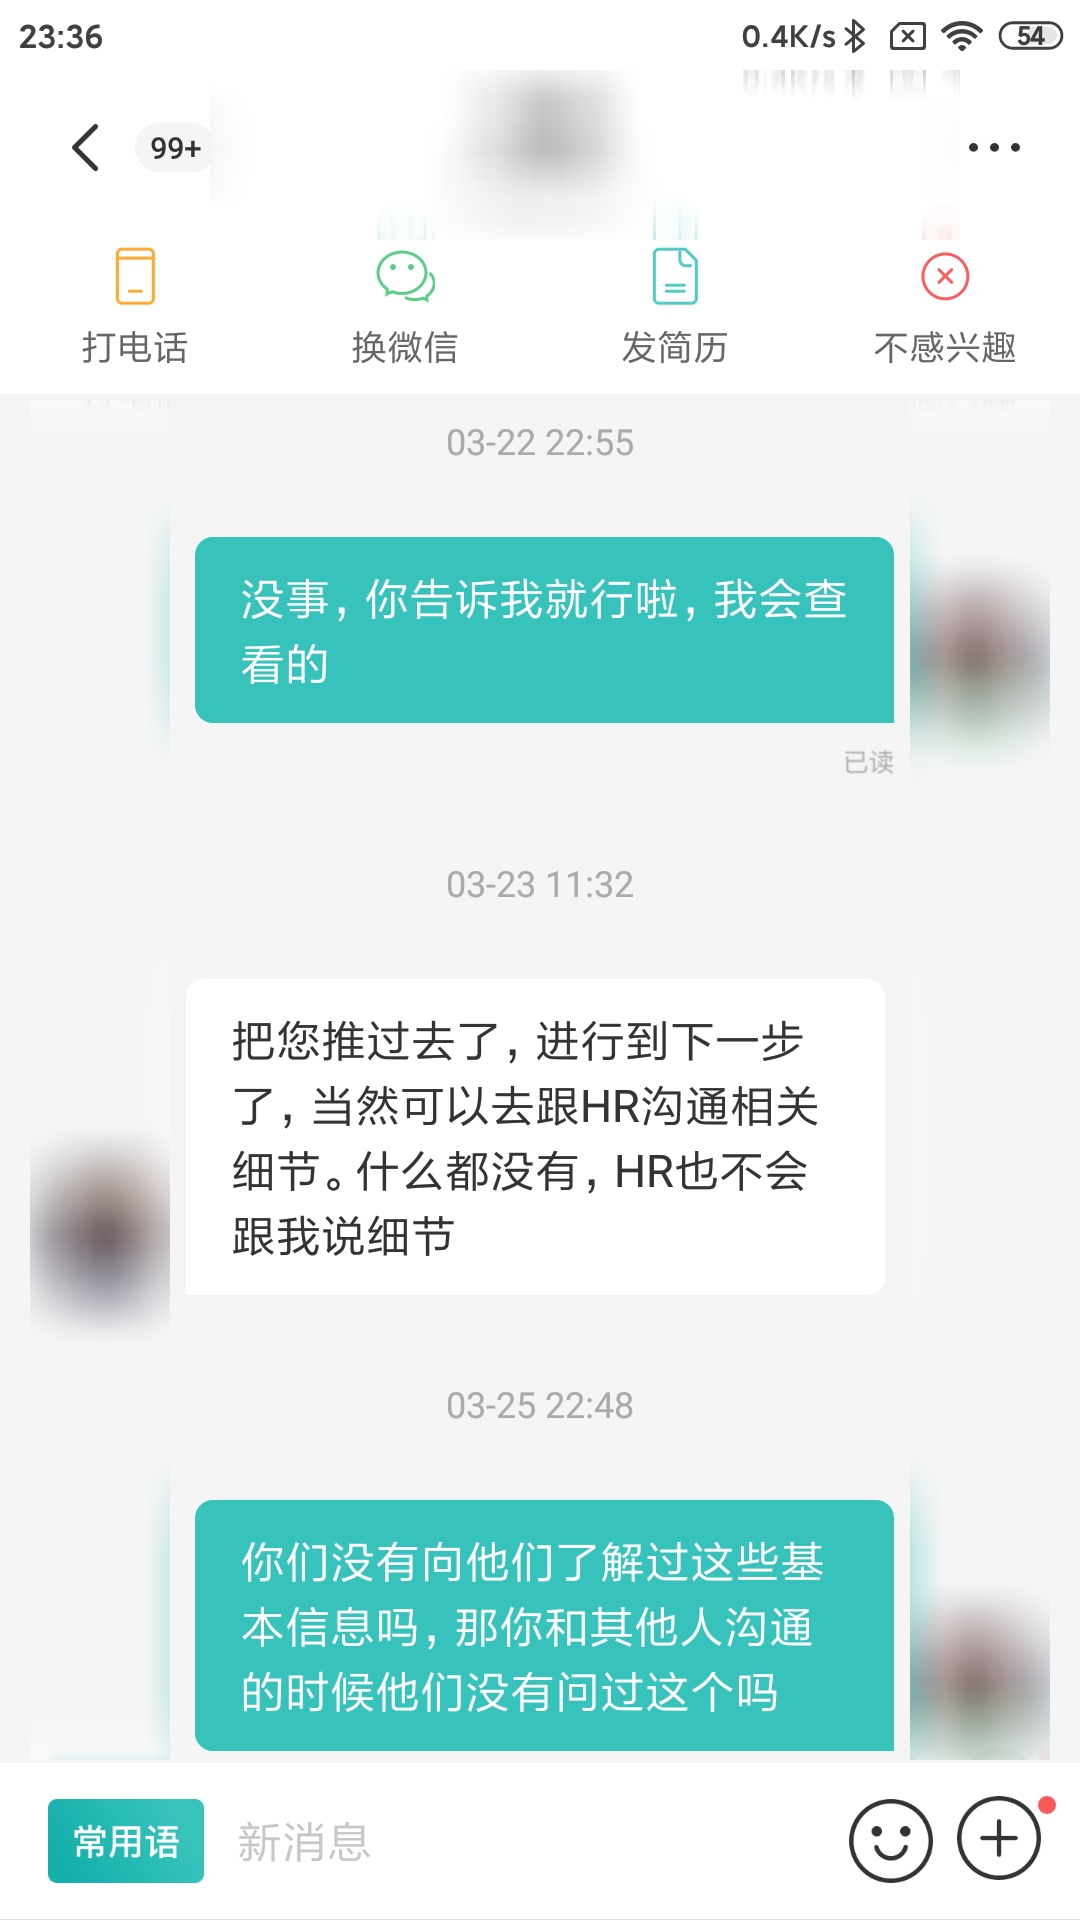 23:36
0.4K/s
54
99+
打电话
换微信
发简历
不感兴趣
03-22 22:55
没事,你告诉我就行啦,我会查
看的
已读
03-23 11:32
把您推过去了,进行到下一步
了,当然可以去跟HR沟通相关
细节。什么都没有,HR也不会
跟我说细节
03-25 22:48
你们没有向他们了解过这些基
本信息吗,那你和其他人沟通
的时候他们没有问过这个吗
常用语
新消息